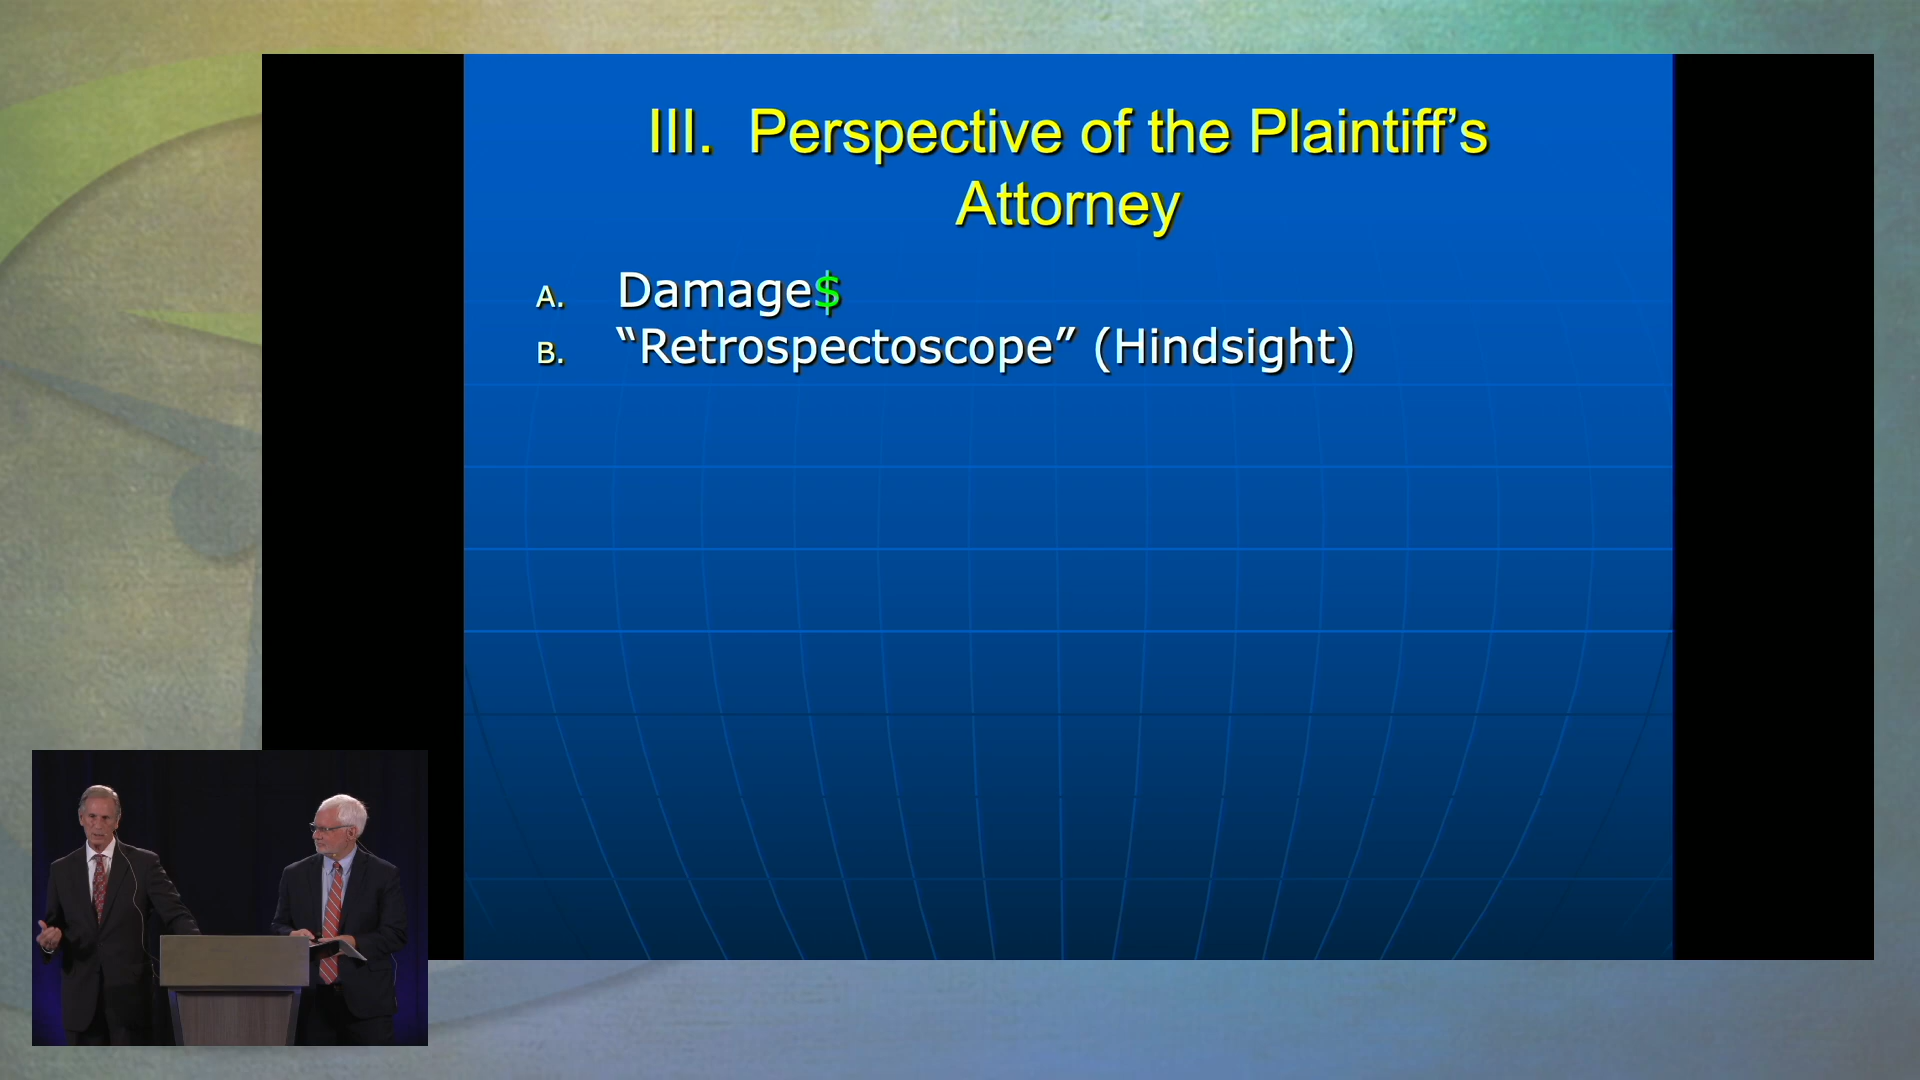 III. Perspective of the Plaintiff’s
Attorney
A. Damage$
B. “Retrospectoscope” (Hindsight)